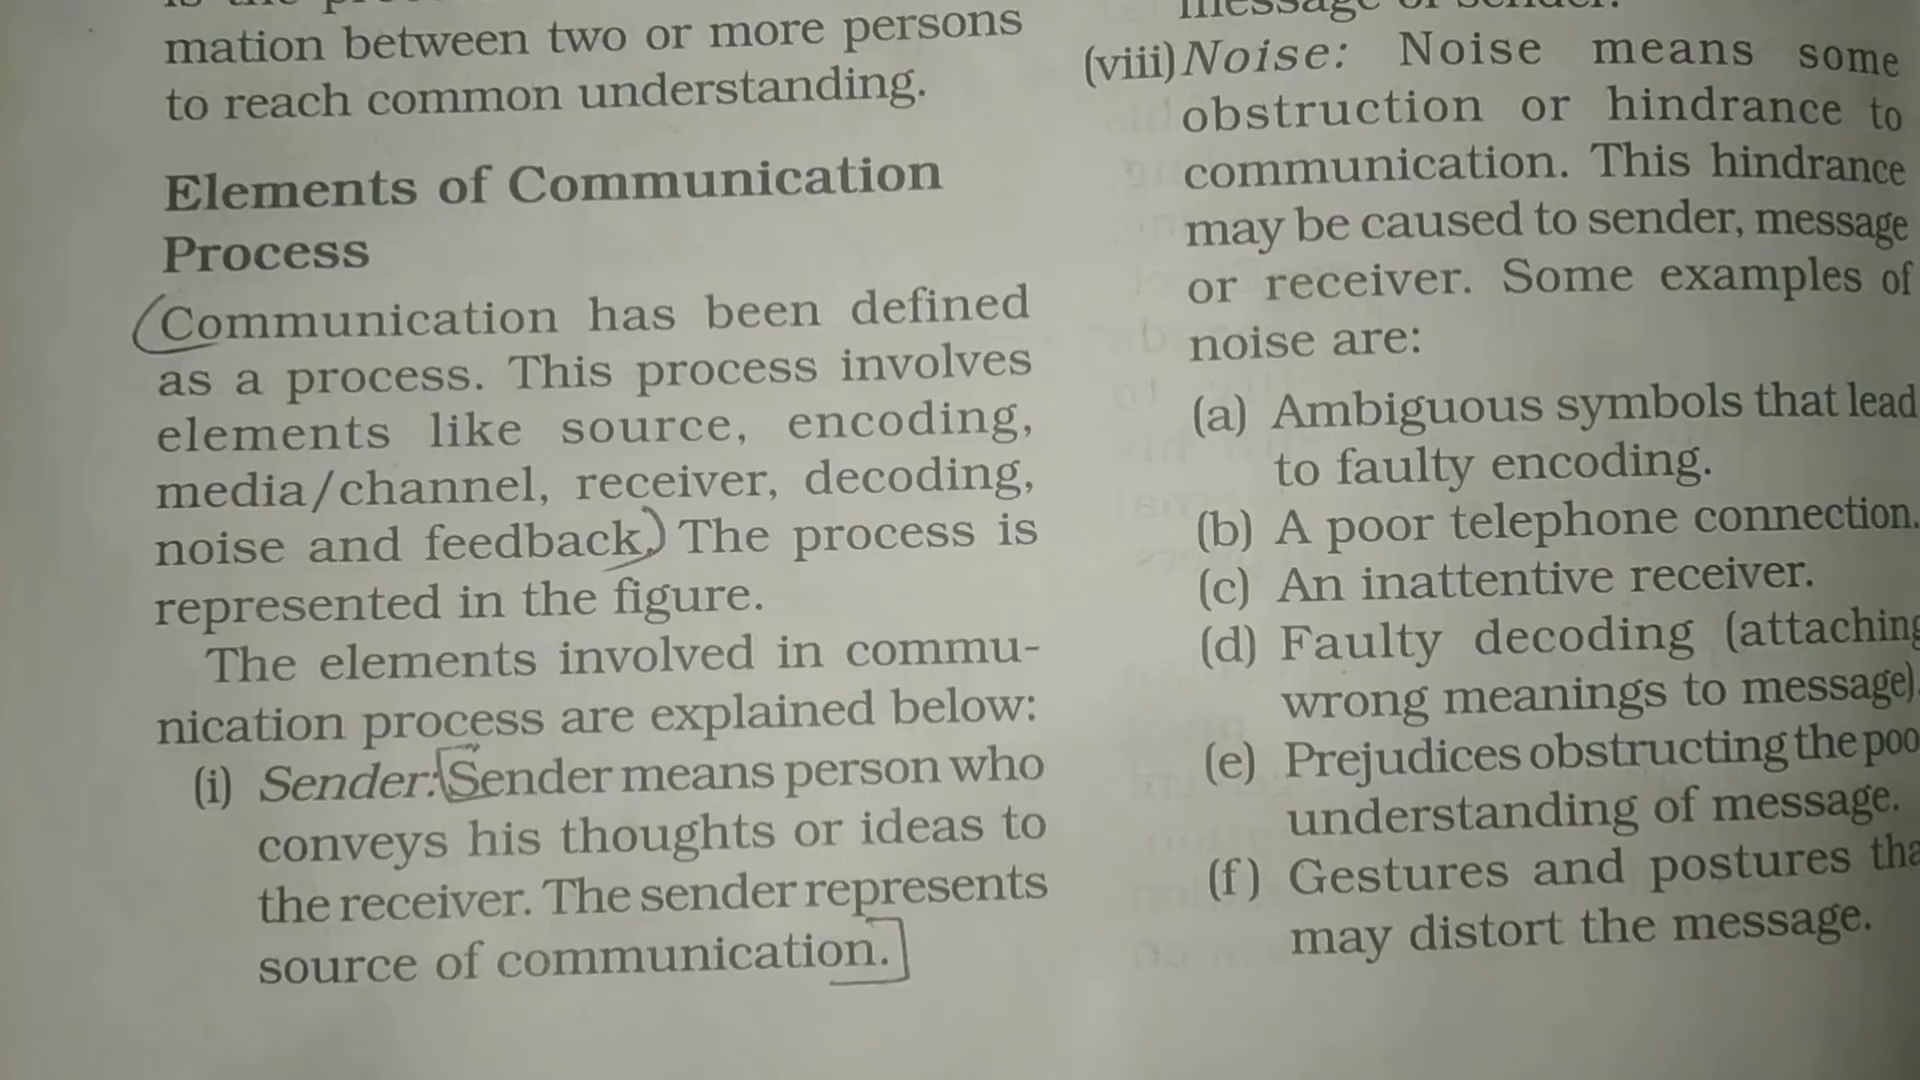 mation between two or more persons
to reach common understanding.
Elements of Communication
Process
Communication has been defined
as a process. This process involves
elements like source, encoding,
media/channel, receiver, decoding,
noise and feedback. The process is
represented in the figure.
The elements involved in commu-
nication process are explained below:
(i) Sender: Sender means person who
conveys his thoughts or ideas to
the receiver. The sender represents
source of communication.
message or sender.
(viii) Noise: Noise means some
obstruction or hindrance to
communication. This hindrance
may be caused to sender, message
or receiver. Some examples of
noise are:
(a) Ambiguous symbols that lead
to faulty encoding.
(b) A poor telephone connection.
(c) An inattentive receiver.
(d) Faulty decoding (attaching
wrong meanings to message).
(e) Prejudices obstructing the poo
understanding of message.
(f) Gestures and postures tha
may distort the message.